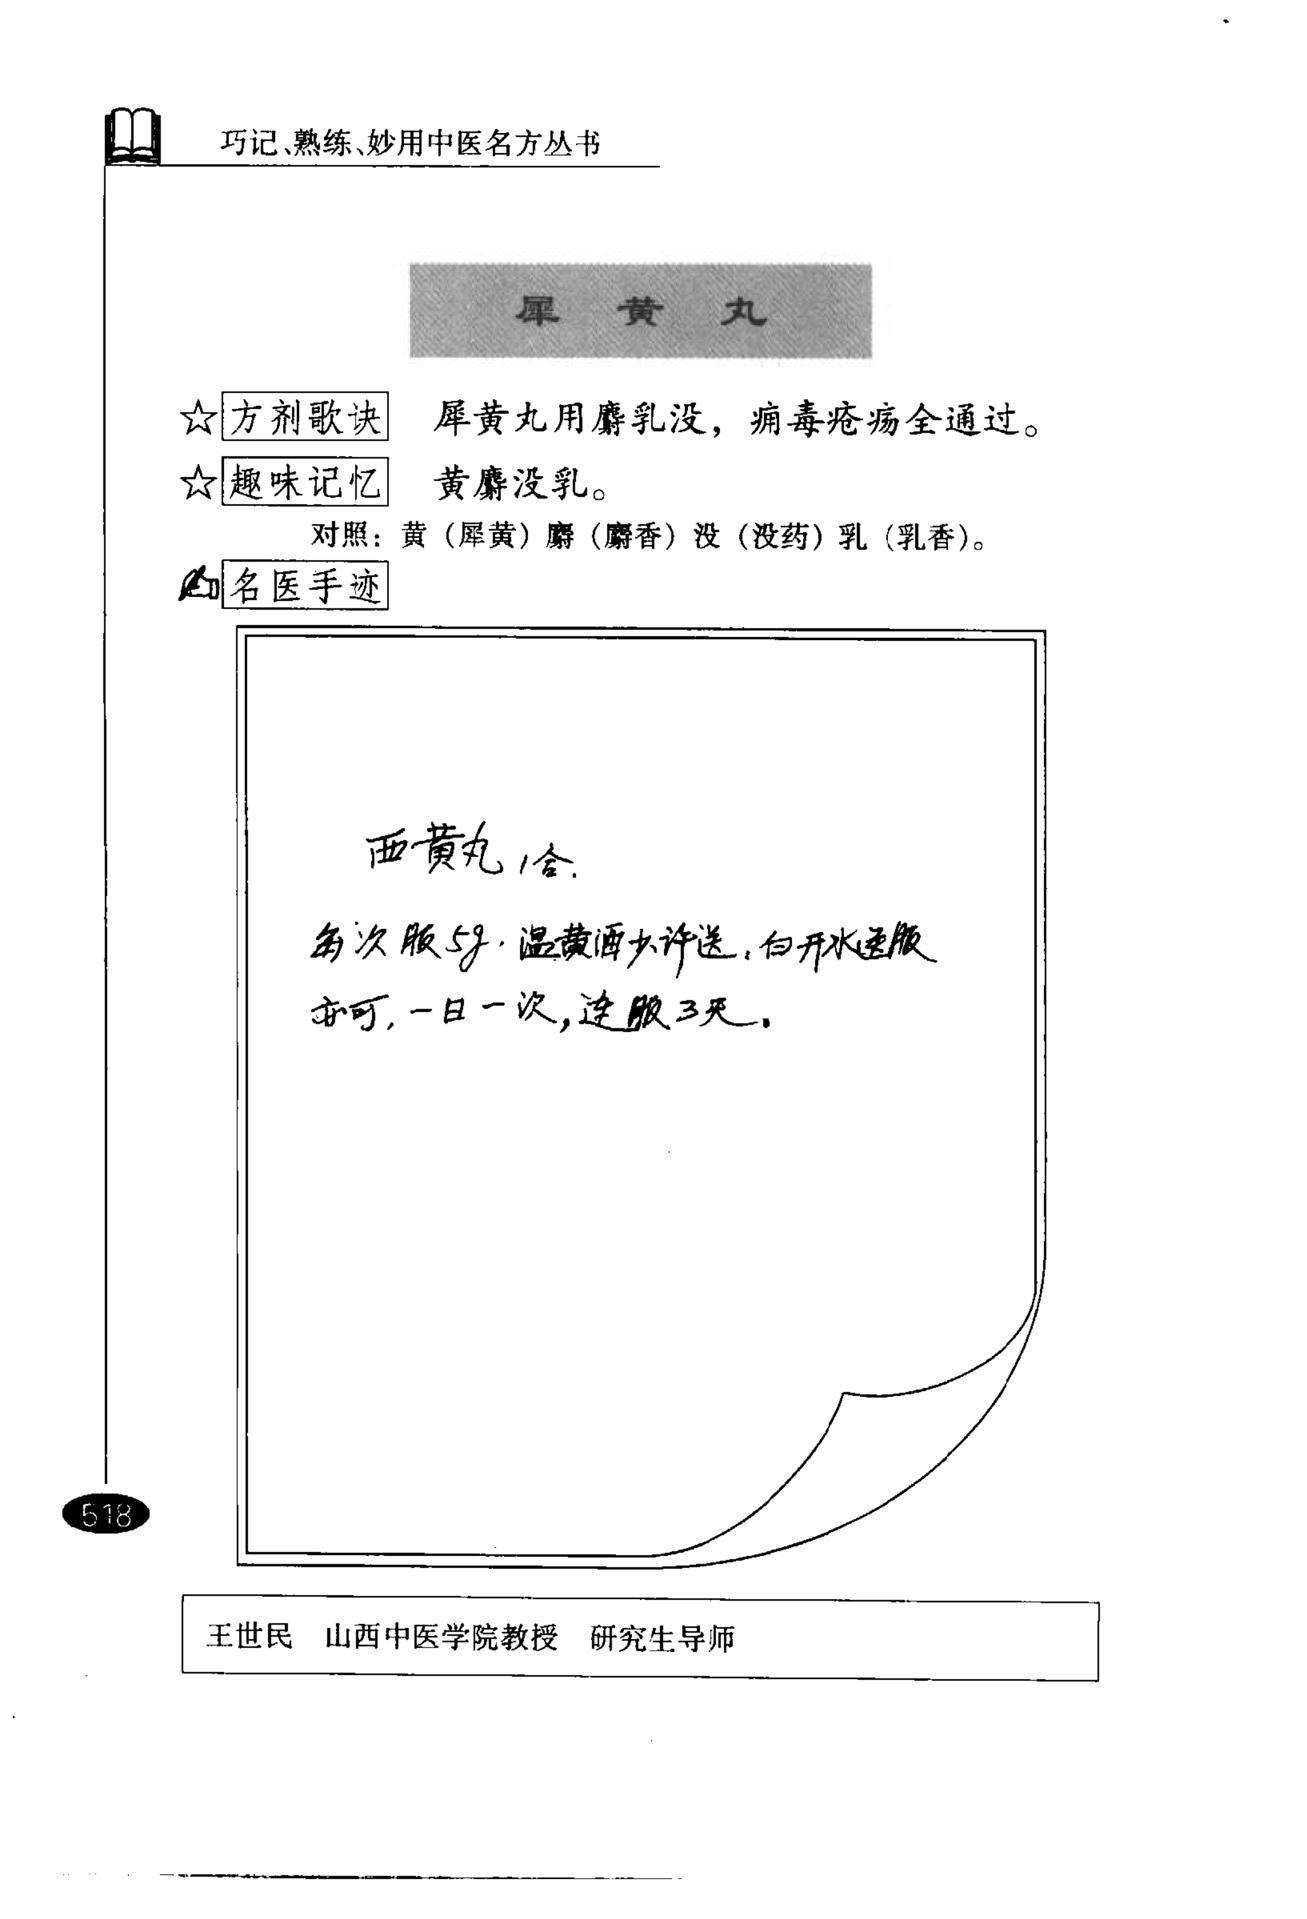 巧记、熟练、妙用中医名方丛书
犀黄丸
☆方剂歌诀 犀黄丸用麝乳没，痈毒疮疡全通过。
☆趣味记忆 黄麝没乳。
对照：黄（犀黄）麝（麝香）没（没药）乳（乳香）。
名医手迹
西黄丸1合.
每次服5g.温黄酒少许送,白开水送服
亦可,一日一次,连服3天.
518
王世民 山西中医学院教授 研究生导师